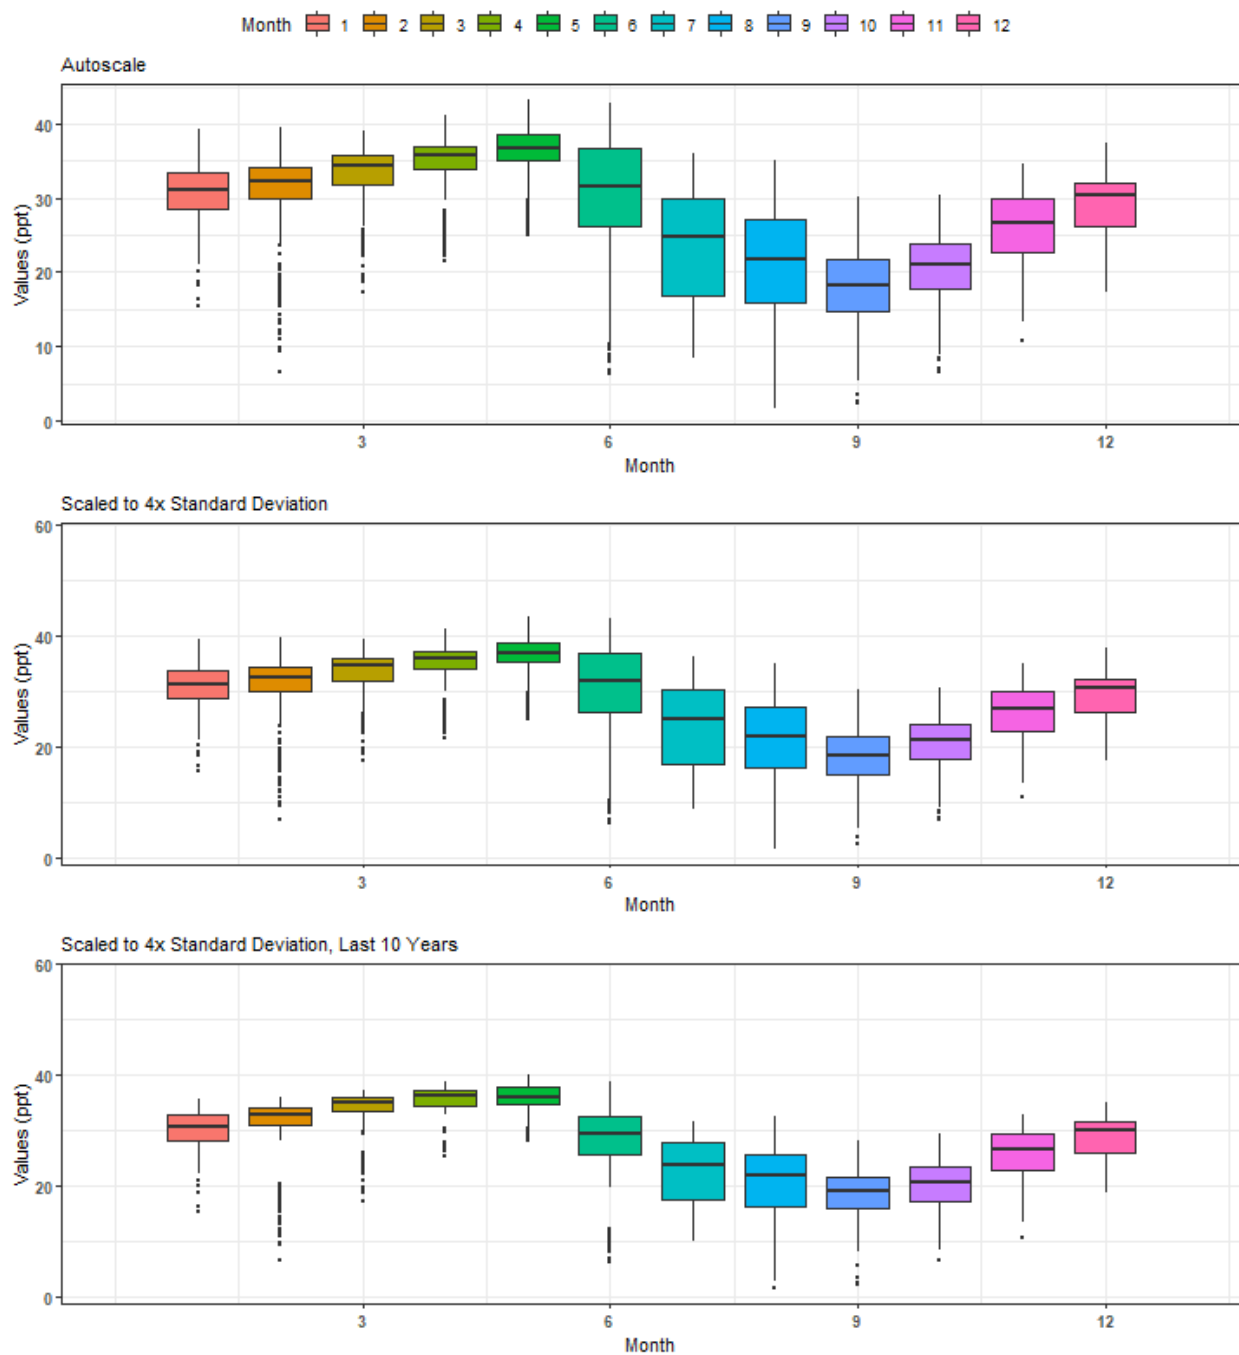 Month 1 2 3 4 5 6 7 8 9 10 11 12
Autoscale
40
30
20
10
0
Values (ppt)
3 6 9 12
Month
Scaled to 4x Standard Deviation
60
40
20
0
Values (ppt)
3 6 9 12
Month
Scaled to 4x Standard Deviation, Last 10 Years
60
40
20
0
Values (ppt)
3 6 9 12
Month